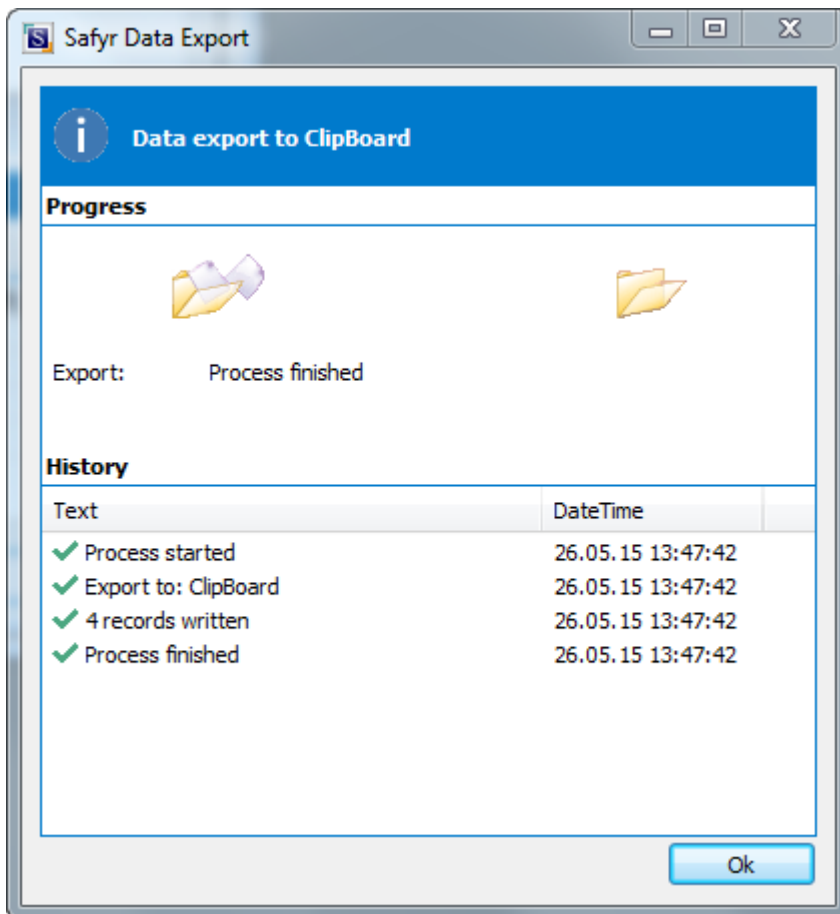 Safyr Data Export
Data export to ClipBoard
Progress
Export: Process finished
History
Text DateTime
Process started 26.05.15 13:47:42
Export to: ClipBoard 26.05.15 13:47:42
4 records written 26.05.15 13:47:42
Process finished 26.05.15 13:47:42
Ok